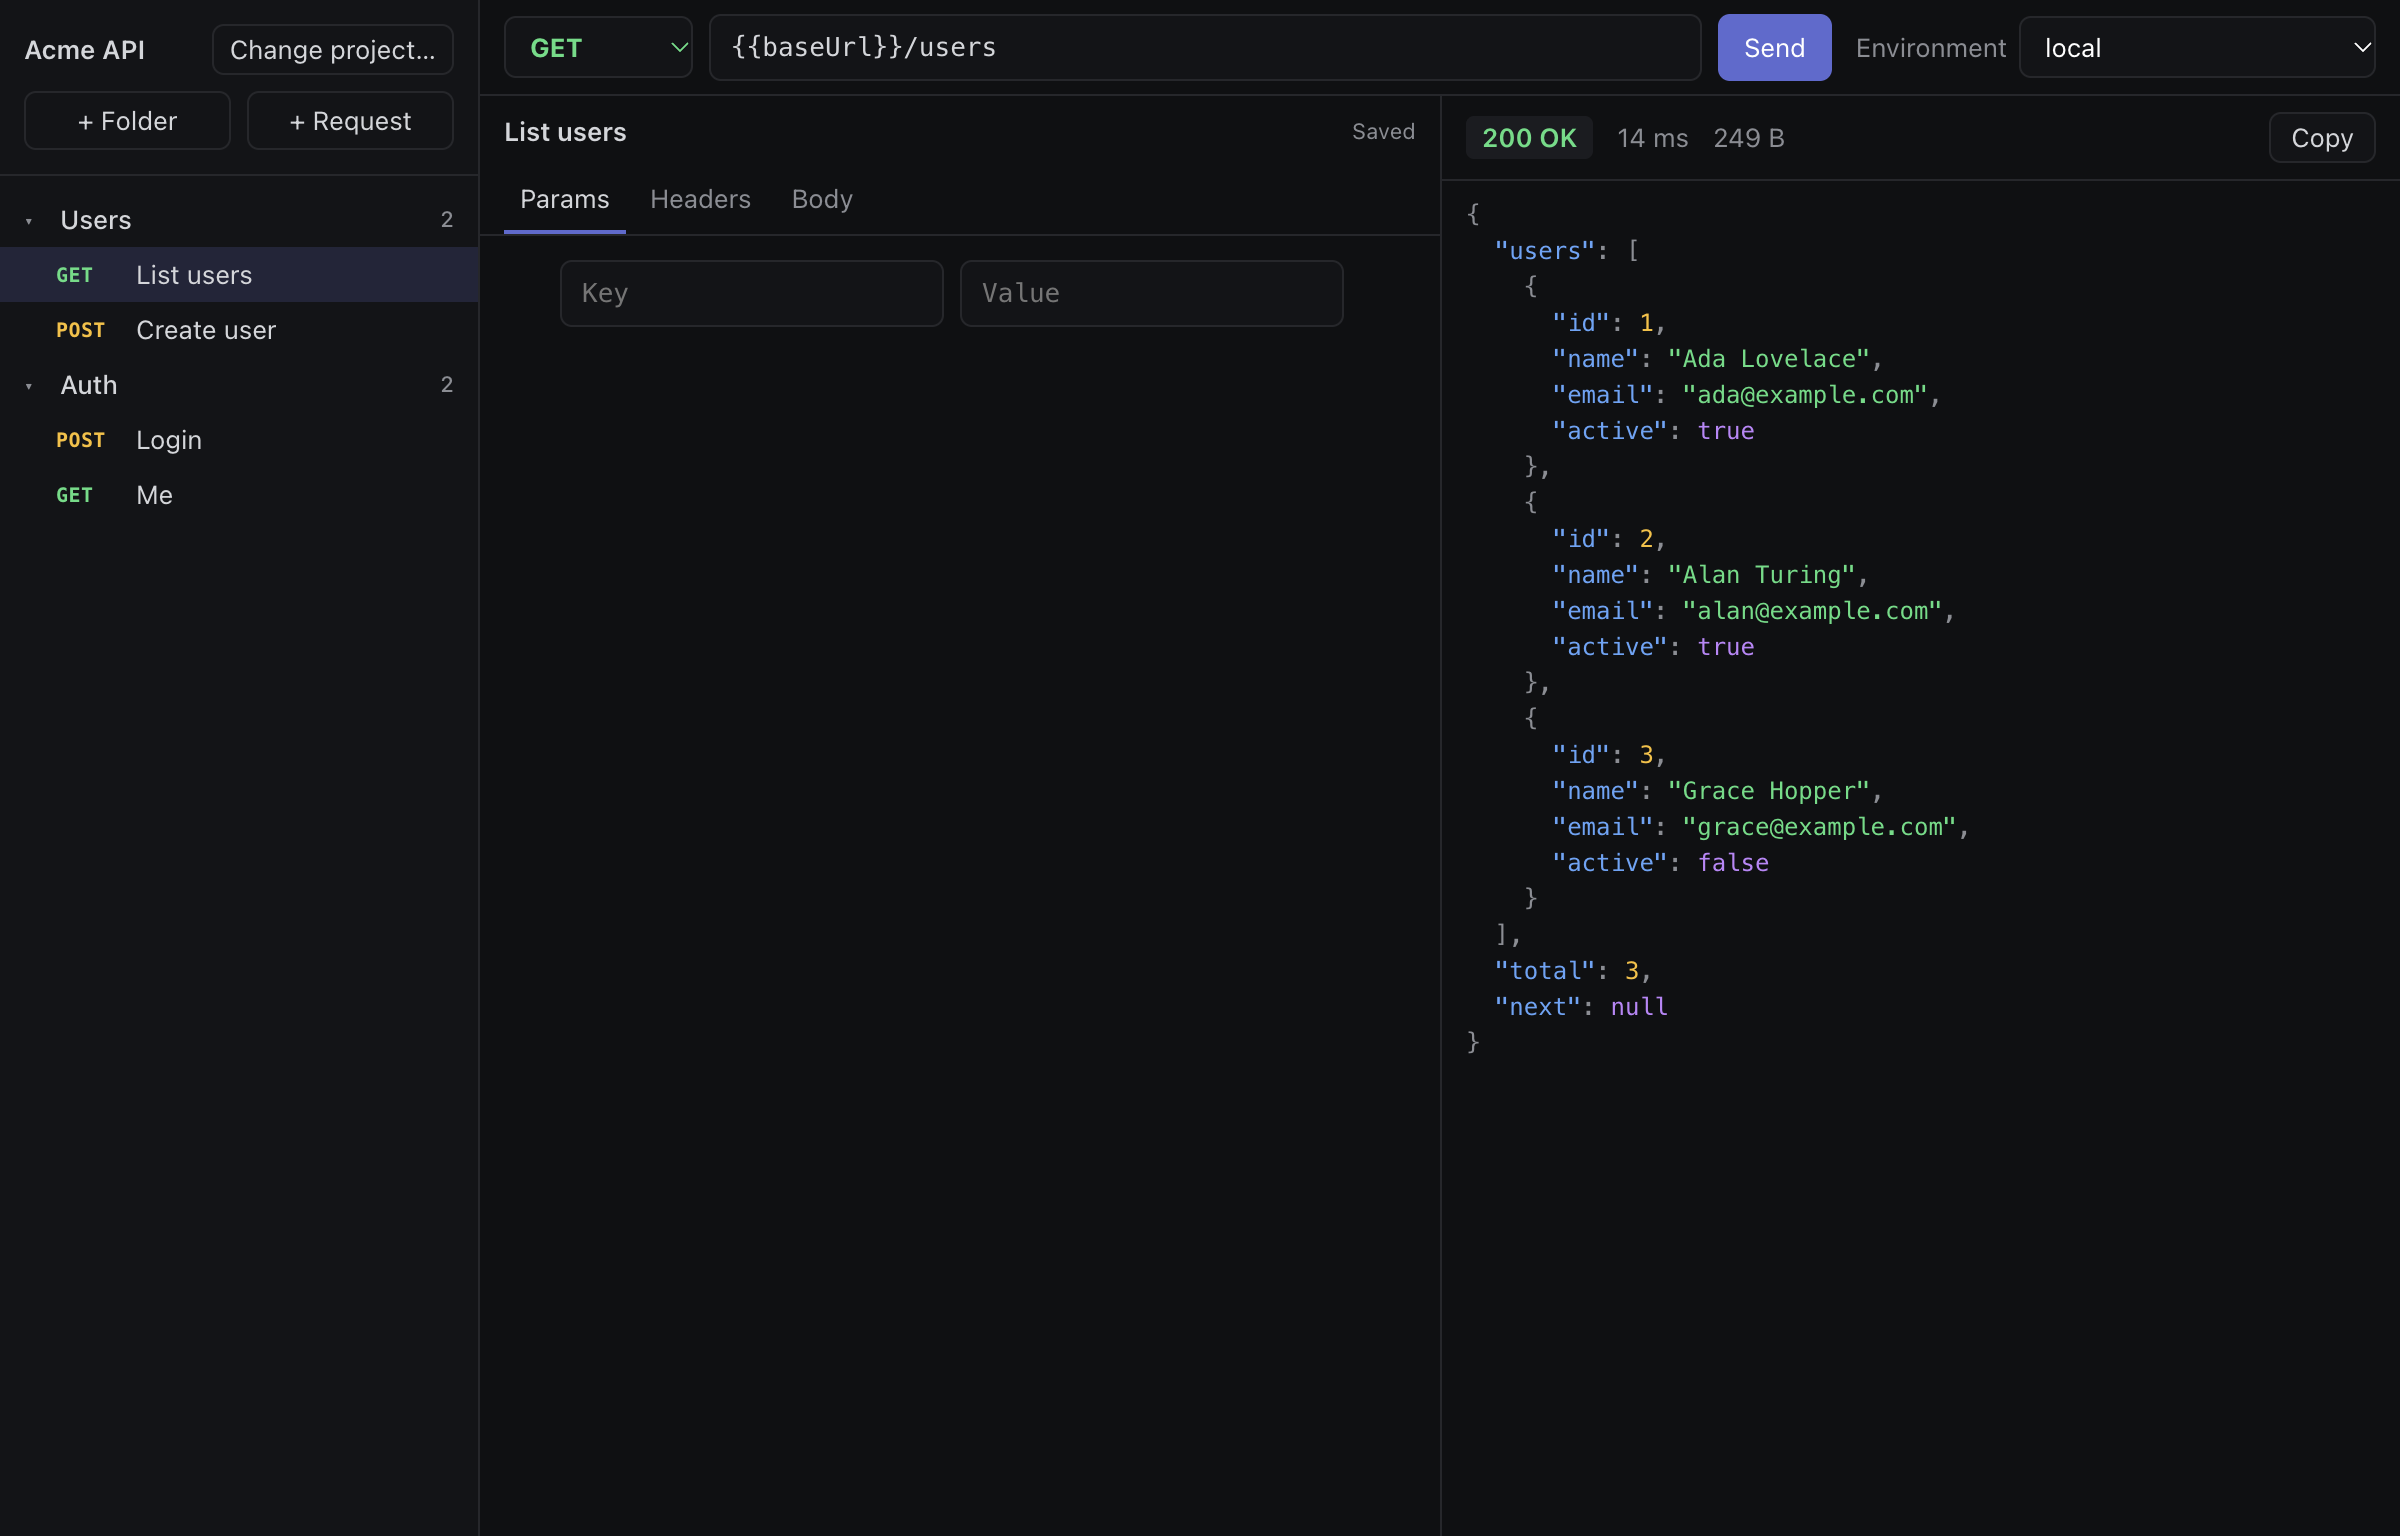 Acme API
Change project...
+ Folder
+ Request
Users 2
GET List users
POST Create user
Auth 2
POST Login
GET Me
GET
{{baseUrl}}/users
Send
Environment
local
List users
Saved
Params Headers Body
Key
Value
200 OK 14 ms 249 B
Copy
{
  "users": [
    {
      "id": 1,
      "name": "Ada Lovelace",
      "email": "ada@example.com",
      "active": true
    },
    {
      "id": 2,
      "name": "Alan Turing",
      "email": "alan@example.com",
      "active": true
    },
    {
      "id": 3,
      "name": "Grace Hopper",
      "email": "grace@example.com",
      "active": false
    }
  ],
  "total": 3,
  "next": null
}